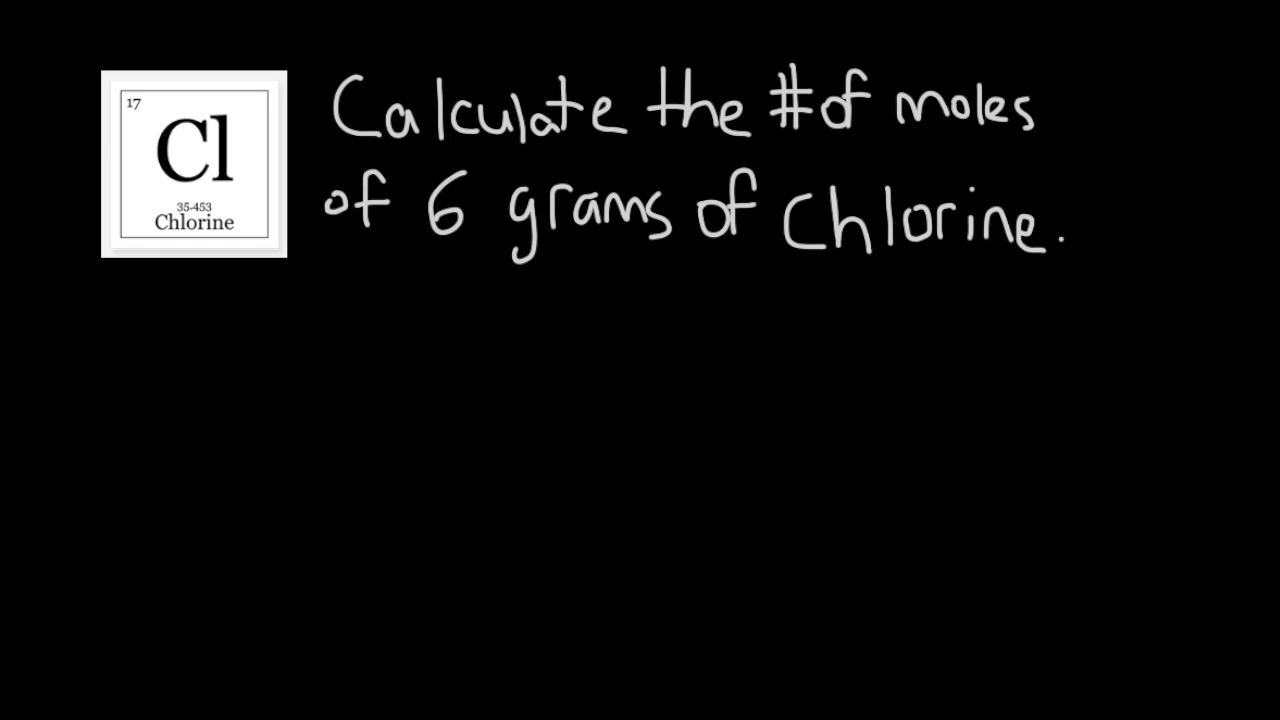 17
Cl
35.453
Chlorine
Calculate the # of moles
of 6 grams of Chlorine.